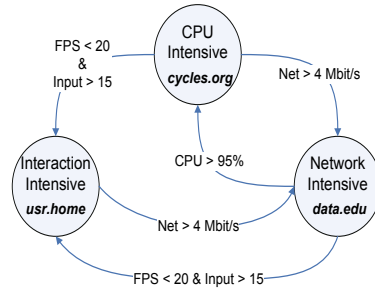 FPS < 20
&
Input > 15
CPU
Intensive
cycles.org
Net > 4 Mbit/s
CPU > 95%
Interaction
Intensive
usr.home
Network
Intensive
data.edu
Net > 4 Mbit/s
FPS < 20 & Input > 15